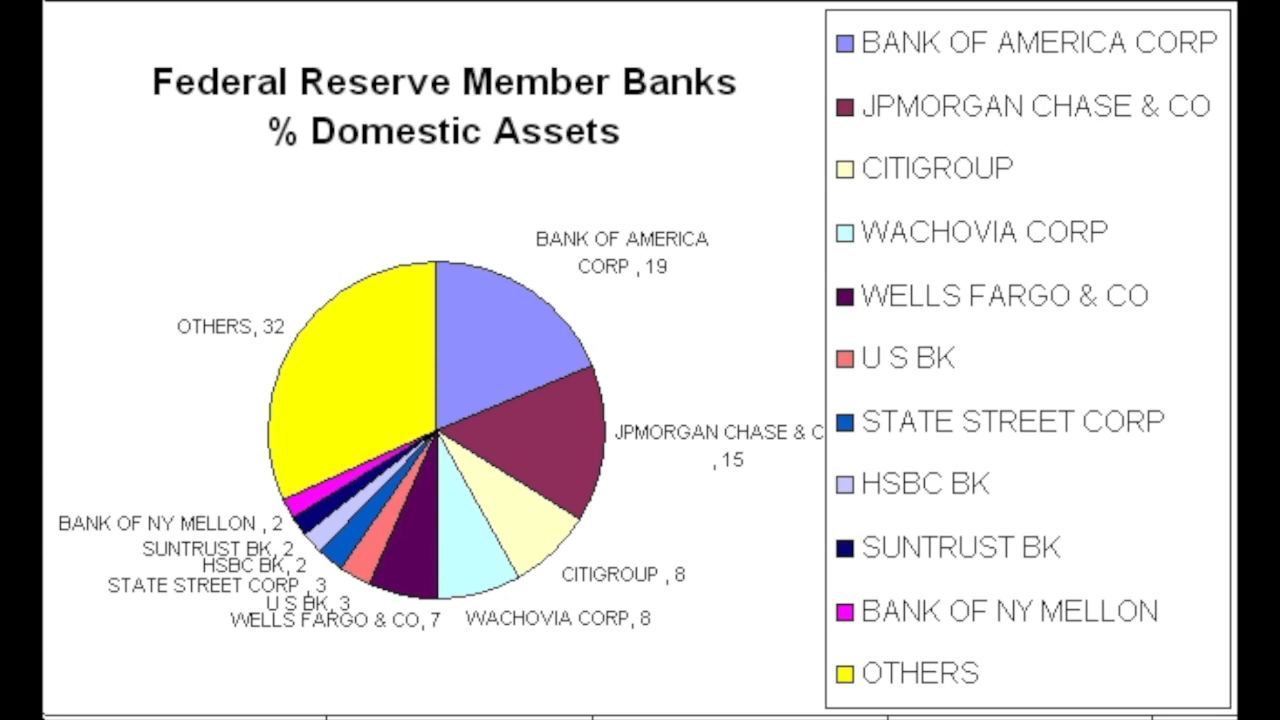 Federal Reserve Member Banks
% Domestic Assets
BANK OF AMERICA
CORP , 19
OTHERS, 32
JPMORGAN CHASE & C
, 15
BANK OF NY MELLON , 2
SUNTRUST BK, 2
HSBC BK, 2
STATE STREET CORP , 3
U S BK, 3
WELLS FARGO & CO, 7
WACHOVIA CORP, 8
CITIGROUP , 8
BANK OF AMERICA CORP
JPMORGAN CHASE & CO
CITIGROUP
WACHOVIA CORP
WELLS FARGO & CO
U S BK
STATE STREET CORP
HSBC BK
SUNTRUST BK
BANK OF NY MELLON
OTHERS